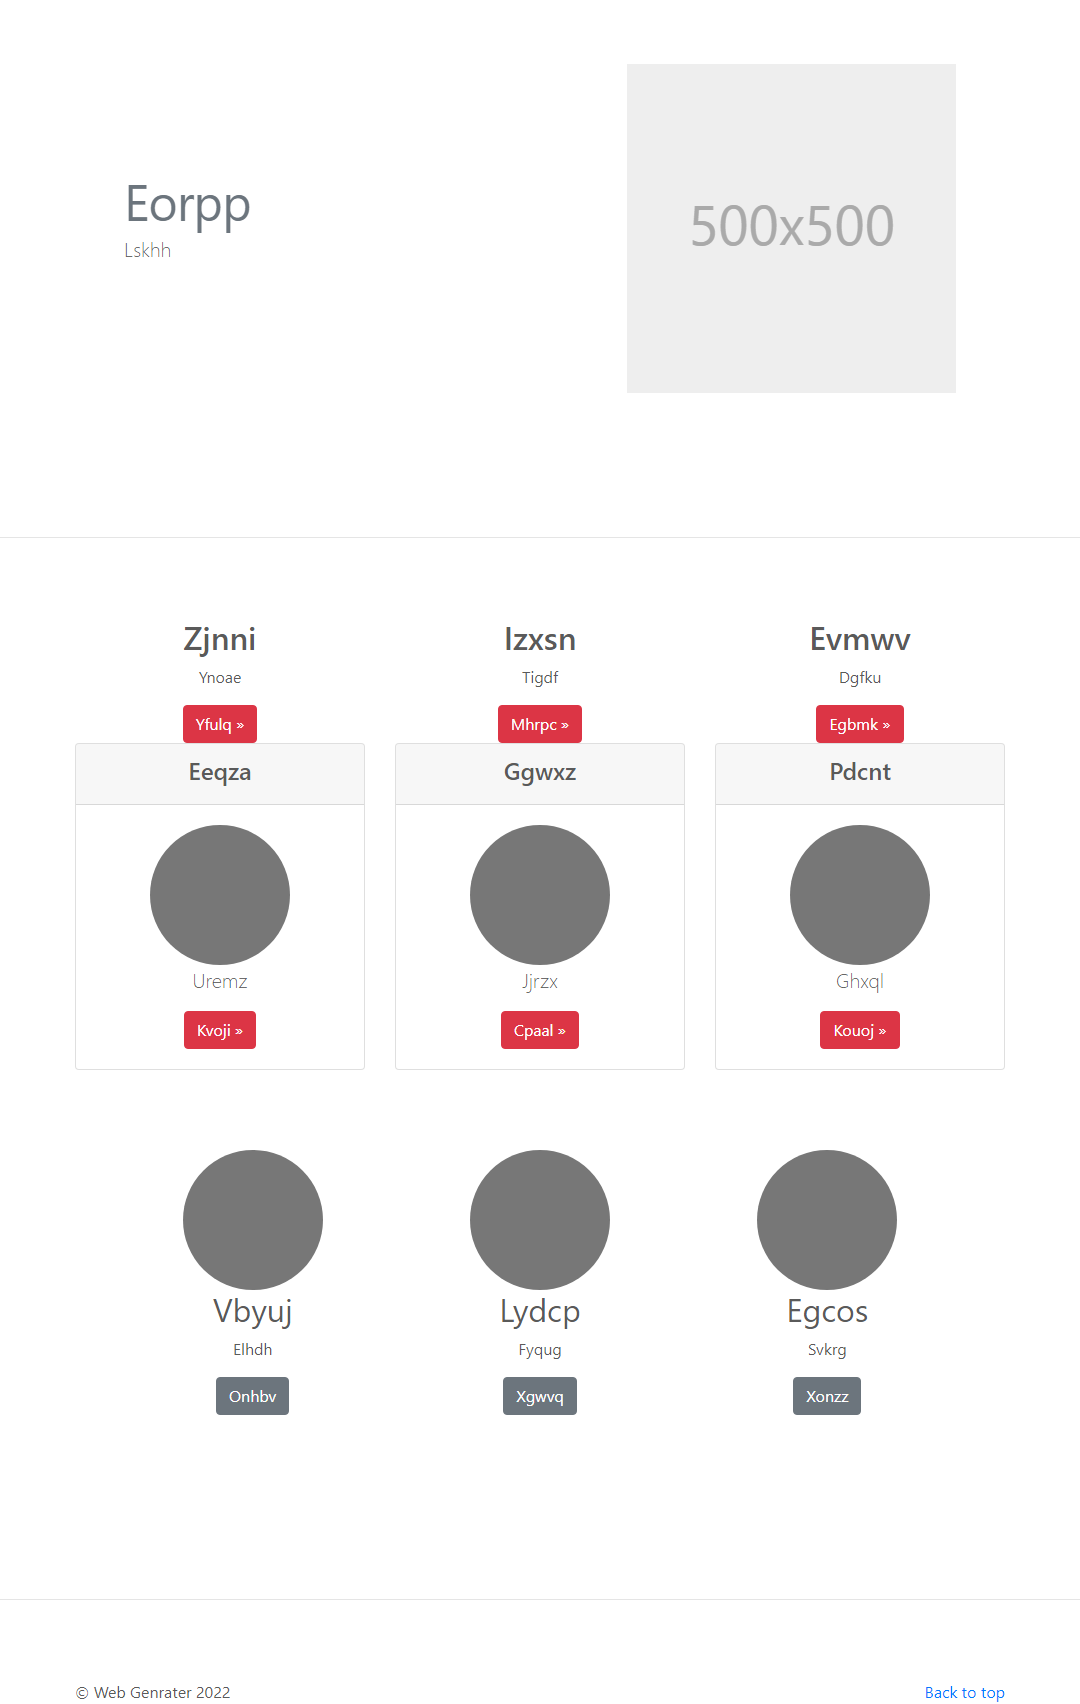 Eorpp
Lskhh
500x500
Zjnni
Ynoae
Yfulq »
Izxsn
Tigdf
Mhrpc »
Evmwv
Dgfku
Egbmk »
Eeqza
Uremz
Kvoji »
Ggwxz
Jjrzx
Cpaal »
Pdcnt
Ghxql
Kouoj »
Vbyuj
Elhdh
Onhbv
Lydcp
Fyqug
Xgwvq
Egcos
Svkrg
Xonzz
© Web Genrater 2022
Back to top